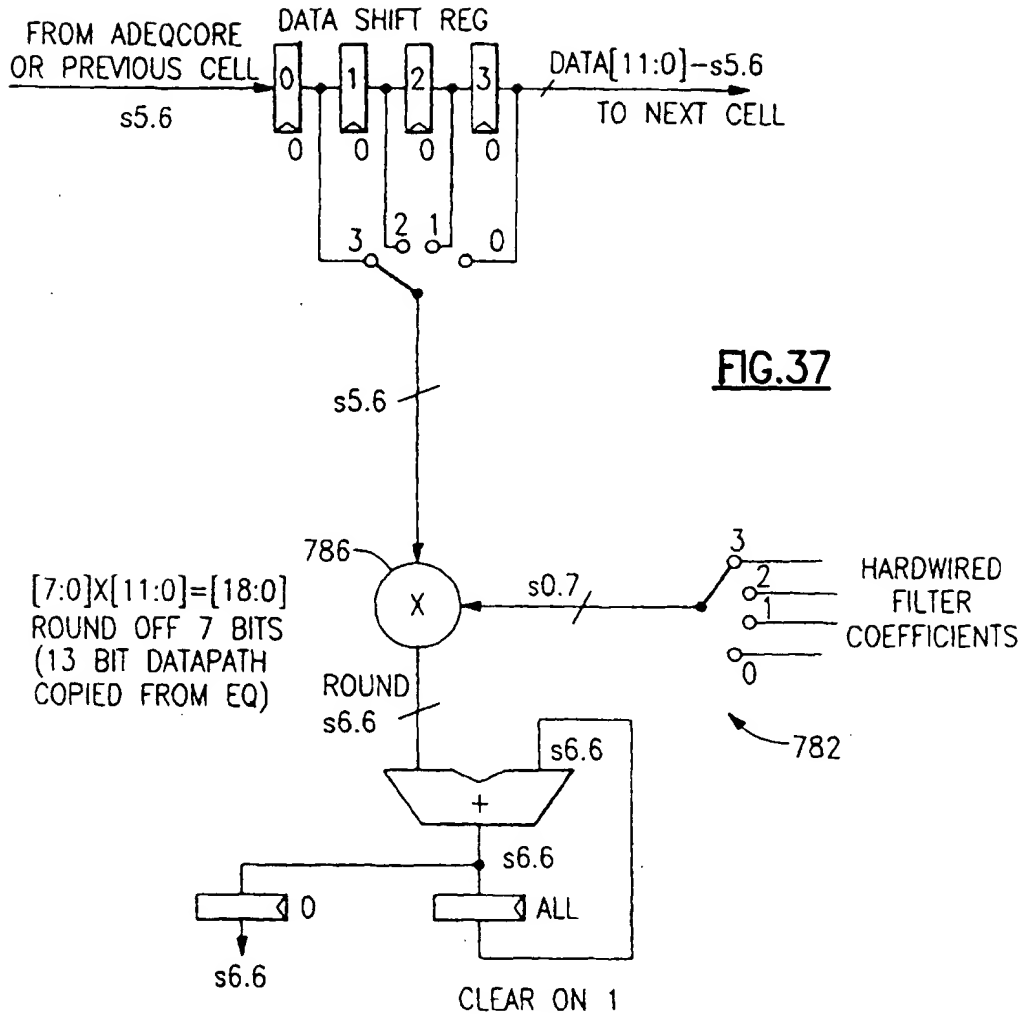 DATA SHIFT REG
FROM ADEQCORE
OR PREVIOUS CELL
s5.6
0 1 2 3
0 0 0 0
DATA[11:0]-s5.6
TO NEXT CELL
3 2 1 0
s5.6
FIG.37
786
X
s0.7
3
2
1
0
HARDWIRED
FILTER
COEFFICIENTS
782
[7:0]X[11:0]=[18:0]
ROUND OFF 7 BITS
(13 BIT DATAPATH
COPIED FROM EQ)
ROUND
s6.6
s6.6
+
s6.6
0
ALL
s6.6
CLEAR ON 1